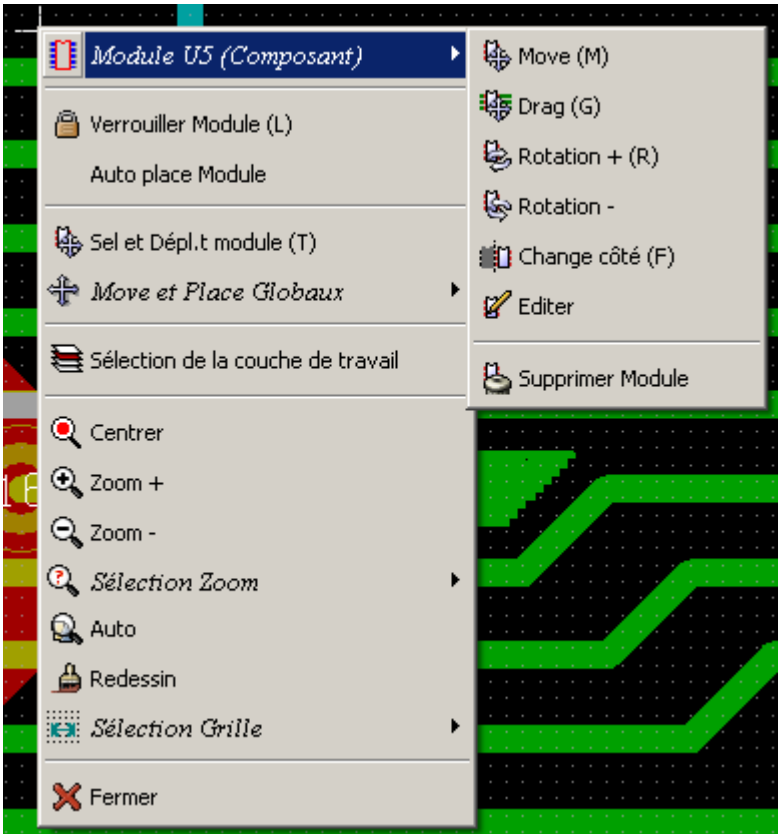 Module U5 (Composant)
Verrouiller Module (L)
Auto place Module
Sel et Dépl.t module (T)
Move et Place Globaux
Sélection de la couche de travail
Centrer
Zoom +
Zoom -
Sélection Zoom
Auto
Redessin
Sélection Grille
Fermer
Move (M)
Drag (G)
Rotation + (R)
Rotation -
Change côté (F)
Editer
Supprimer Module